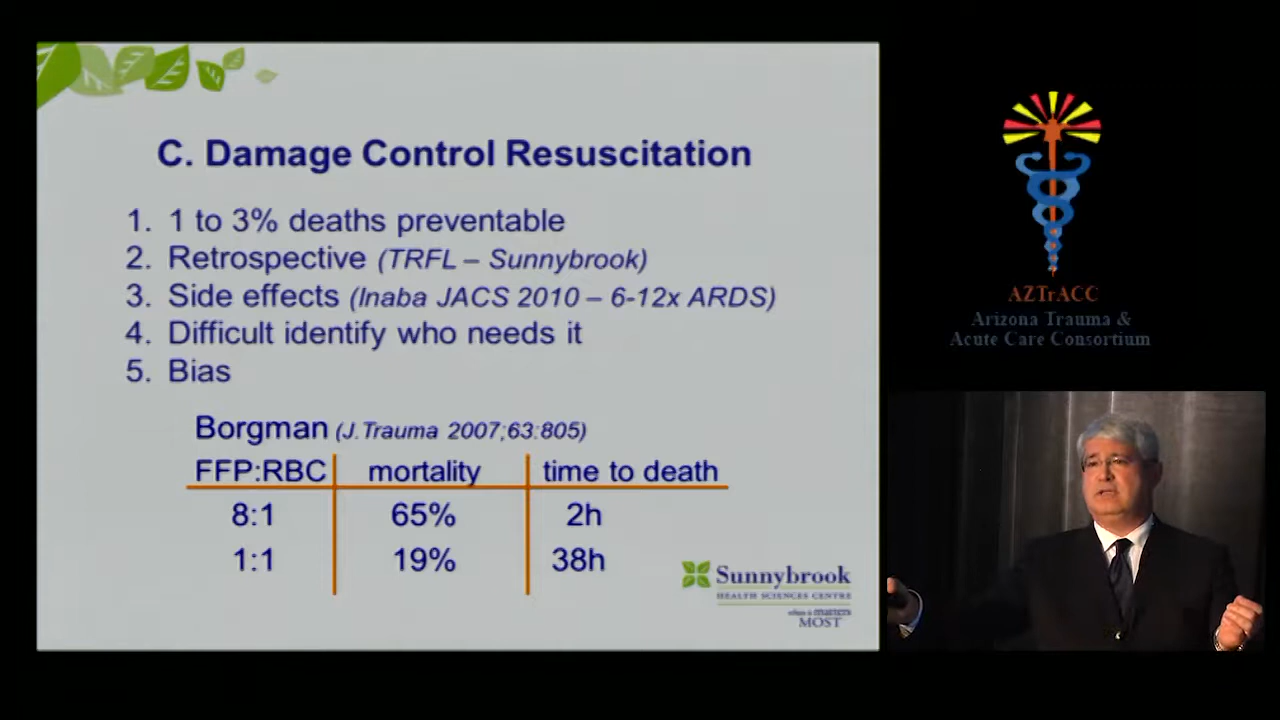 C. Damage Control Resuscitation
1. 1 to 3% deaths preventable
2. Retrospective (TRFL – Sunnybrook)
3. Side effects (Inaba JACS 2010 – 6-12x ARDS)
4. Difficult identify who needs it
5. Bias
Borgman (J.Trauma 2007;63:805)
FFP:RBC mortality time to death
8:1 65% 2h
1:1 19% 38h
Sunnybrook
HEALTH SCIENCES CENTRE
when it matters
MOST
AZTrACC
Arizona Trauma &
Acute Care Consortium